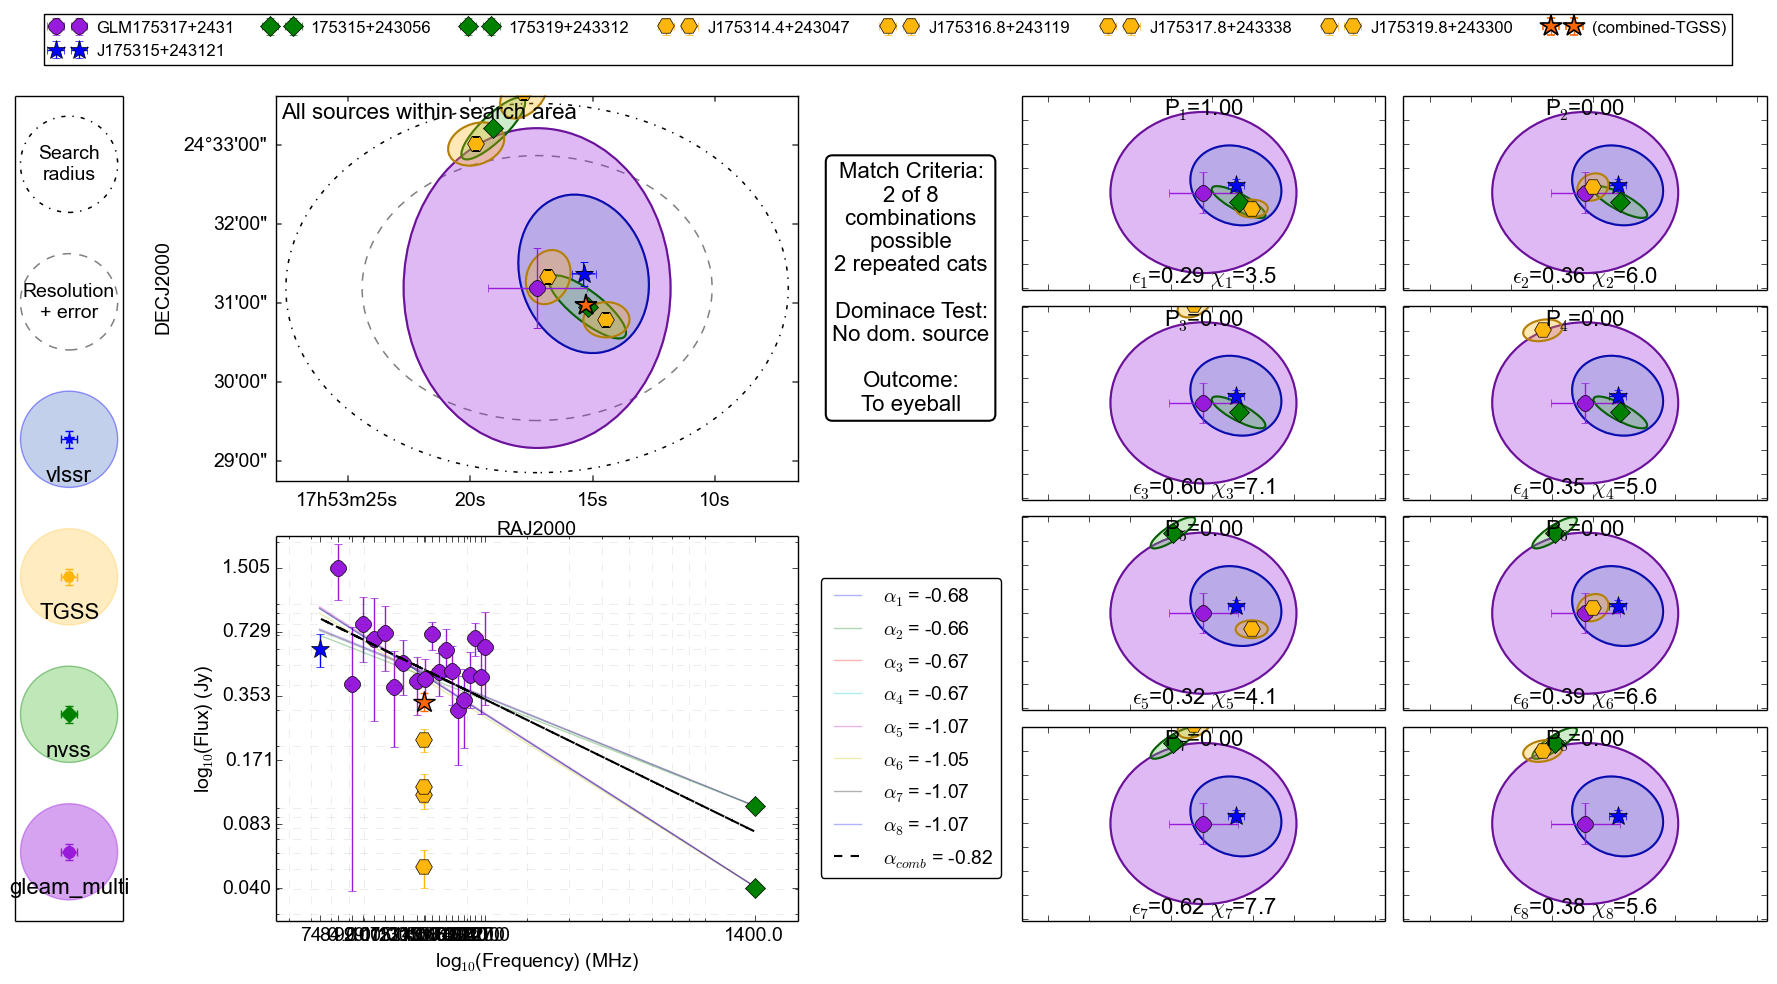 GLM175317+2431
175315+243056
175319+243312
J175314.4+243047
J175316.8+243119
J175317.8+243338
J175319.8+243300
(combined-TGSS)
J175315+243121
Search
radius
Resolution
+ error
vlssr
TGSS
nvss
gleam_multi
All sources within search area
DECJ2000
24°33'00"
32'00"
31'00"
30'00"
29'00"
17h53m25s
20s
15s
10s
RAJ2000
Match Criteria:
2 of 8
combinations
possible
2 repeated cats
Dominace Test:
No dom. source
Outcome:
To eyeball
log10(Flux) (Jy)
1.505
0.729
0.353
0.171
0.083
0.040
1400.0
log10(Frequency) (MHz)
α1 = -0.68
α2 = -0.66
α3 = -0.67
α4 = -0.67
α5 = -1.07
α6 = -1.05
α7 = -1.07
α8 = -1.07
αcomb = -0.82
P1=1.00
ϵ1=0.29 χ1=3.5
P2=0.00
ϵ2=0.36 χ2=6.0
P3=0.00
ϵ3=0.60 χ3=7.1
P4=0.00
ϵ4=0.35 χ4=5.0
P5=0.00
ϵ5=0.32 χ5=4.1
P6=0.00
ϵ6=0.39 χ6=6.6
P7=0.00
ϵ7=0.62 χ7=7.7
P8=0.00
ϵ8=0.38 χ8=5.6